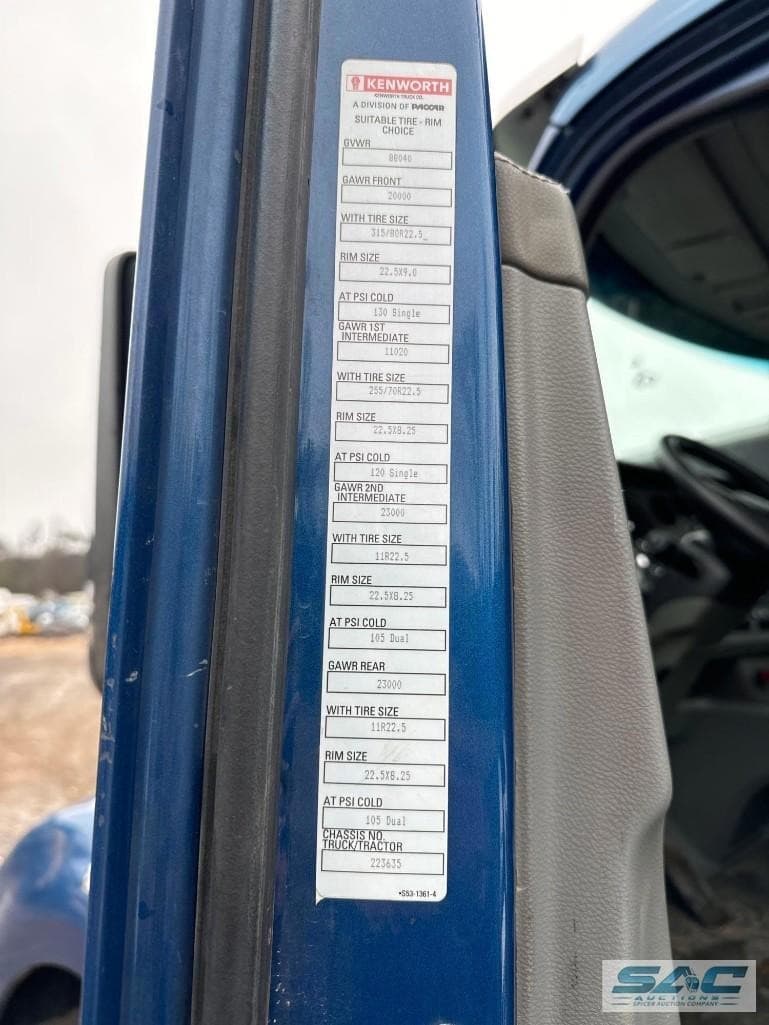 KENWORTH
KENWORTH TRUCK CO.
A DIVISION OF PACCAR
SUITABLE TIRE - RIM
CHOICE
GVWR
88040
GAWR FRONT
20000
WITH TIRE SIZE
315/80R22.5_
RIM SIZE
22.5X9.0
AT PSI COLD
130 Single
GAWR 1ST
INTERMEDIATE
11020
WITH TIRE SIZE
255/70R22.5
RIM SIZE
22.5X8.25
AT PSI COLD
120 Single
GAWR 2ND
INTERMEDIATE
23000
WITH TIRE SIZE
11R22.5
RIM SIZE
22.5X8.25
AT PSI COLD
105 Dual
GAWR REAR
23000
WITH TIRE SIZE
11R22.5
RIM SIZE
22.5X8.25
AT PSI COLD
105 Dual
CHASSIS NO.
TRUCK/TRACTOR
223635
•S53-1361-4
SAC
AUCTIONS
SPICER AUCTION COMPANY